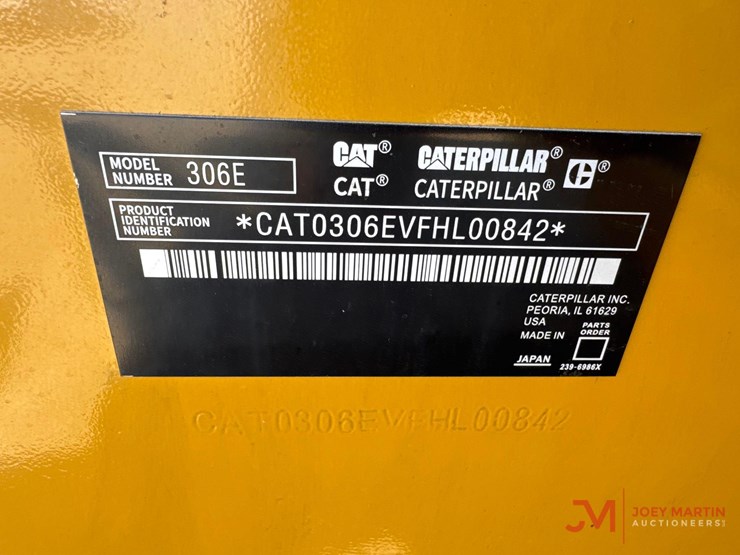 MODEL NUMBER 306E
CAT® CATERPILLAR® C®
CAT® CATERPILLAR®
PRODUCT IDENTIFICATION NUMBER *CAT0306EVFHL00842*
CATERPILLAR INC.
PEORIA, IL 61629
USA
MADE IN
JAPAN
PARTS
ORDER
239-6986X
CAT0306EVFHL00842
JM JOEY MARTIN
AUCTIONEERS